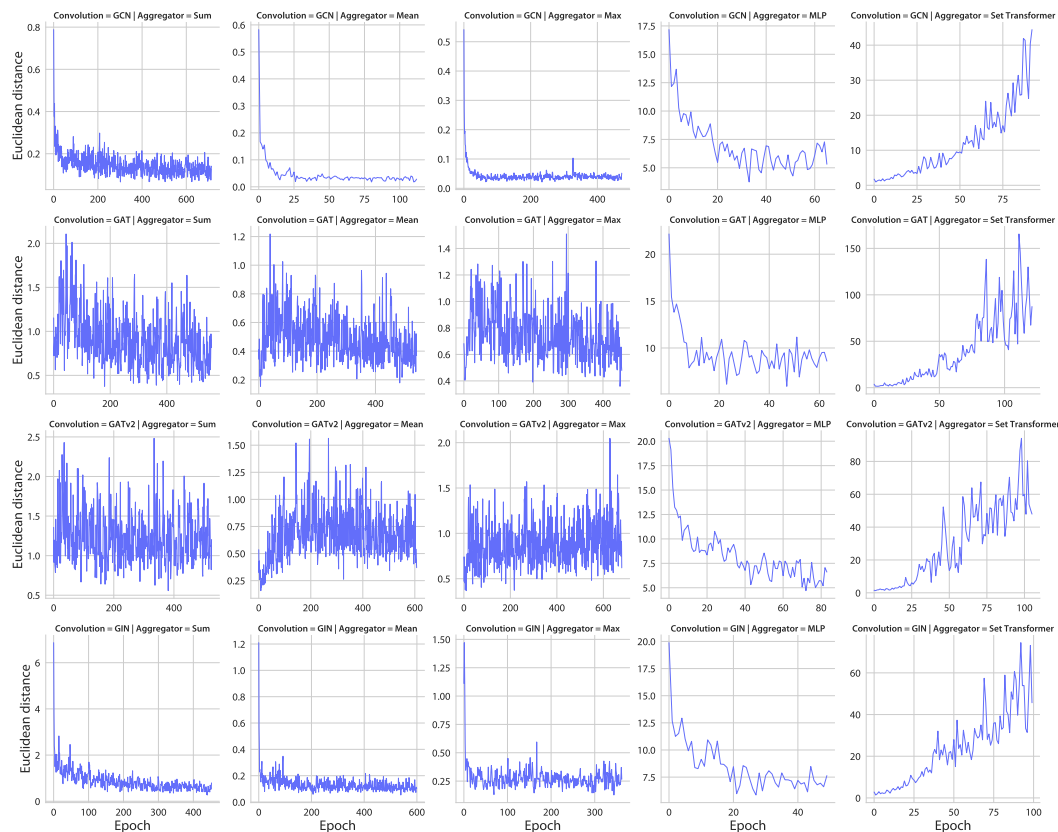 Convolution = GCN | Aggregator = Sum
Convolution = GCN | Aggregator = Mean
Convolution = GCN | Aggregator = Max
Convolution = GCN | Aggregator = MLP
Convolution = GCN | Aggregator = Set Transformer
Euclidean distance
0.8
0.6
0.4
0.2
0 200 400 600
0.6
0.5
0.4
0.3
0.2
0.1
0.0
0 25 50 75 100
0.5
0.4
0.3
0.2
0.1
0.0
0 200 400
17.5
15.0
12.5
10.0
7.5
5.0
0 20 40 60
40
30
20
10
0
0 25 50 75
Convolution = GAT | Aggregator = Sum
Convolution = GAT | Aggregator = Mean
Convolution = GAT | Aggregator = Max
Convolution = GAT | Aggregator = MLP
Convolution = GAT | Aggregator = Set Transformer
Euclidean distance
2.0
1.5
1.0
0.5
0 200 400
1.2
1.0
0.8
0.6
0.4
0.2
0 200 400
1.4
1.2
1.0
0.8
0.6
0.4
0 100 200 300 400
20
15
10
0 20 40 60
150
100
50
0
0 50 100
Convolution = GATv2 | Aggregator = Sum
Convolution = GATv2 | Aggregator = Mean
Convolution = GATv2 | Aggregator = Max
Convolution = GATv2 | Aggregator = MLP
Convolution = GATv2 | Aggregator = Set Transformer
Euclidean distance
2.5
2.0
1.5
1.0
0.5
0 200 400
1.50
1.25
1.00
0.75
0.50
0.25
0 200 400 600
2.0
1.5
1.0
0.5
0 200 400 600
20.0
17.5
15.0
12.5
10.0
7.5
5.0
0 20 40 60 80
80
60
40
20
0
0 25 50 75 100
Convolution = GIN | Aggregator = Sum
Convolution = GIN | Aggregator = Mean
Convolution = GIN | Aggregator = Max
Convolution = GIN | Aggregator = MLP
Convolution = GIN | Aggregator = Set Transformer
Euclidean distance
6
4
2
0
0 100 200 300 400
Epoch
1.2
1.0
0.8
0.6
0.4
0.2
0.0
0 200 400 600
Epoch
1.50
1.25
1.00
0.75
0.50
0.25
0 100 200 300
Epoch
20.0
17.5
15.0
12.5
10.0
7.5
0 20 40
Epoch
60
40
20
0
0 25 50 75 100
Epoch